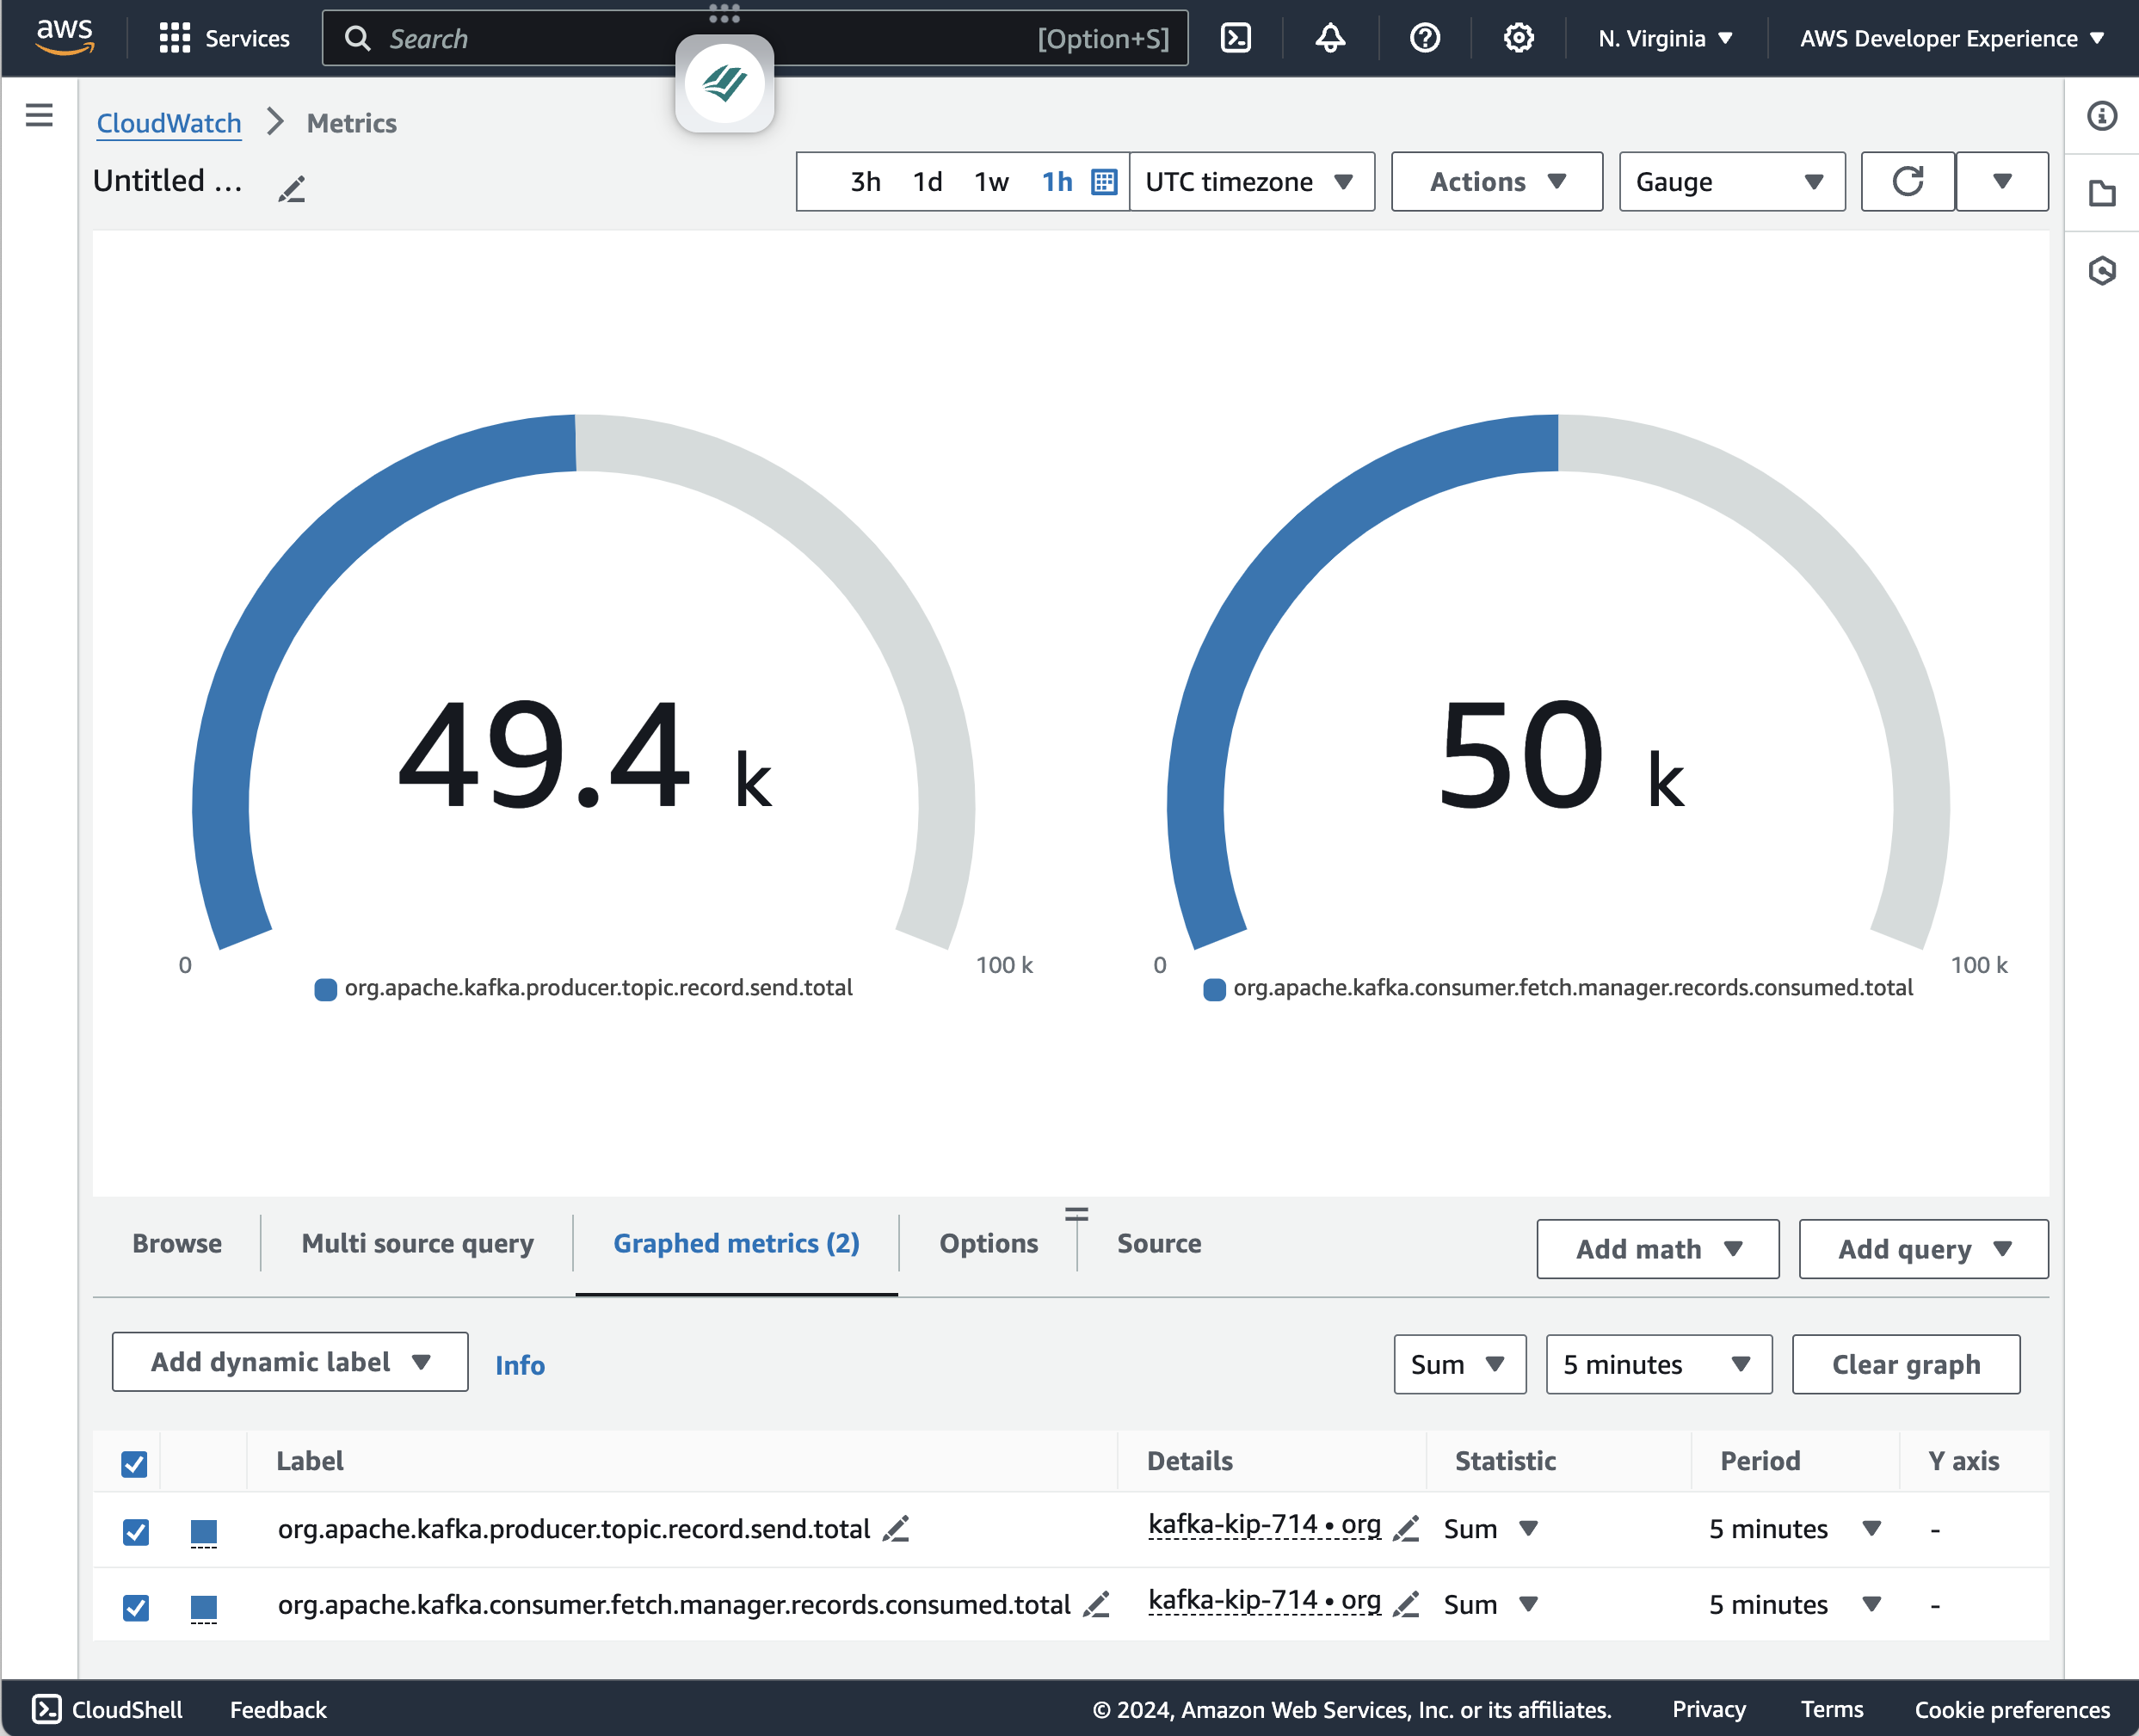 aws
Services
Search
[Option+S]
N. Virginia
AWS Developer Experience
CloudWatch
Metrics
Untitled ...
3h
1d
1w
1h
UTC timezone
Actions
Gauge
49.4 k
50 k
0
100 k
0
100 k
org.apache.kafka.producer.topic.record.send.total
org.apache.kafka.consumer.fetch.manager.records.consumed.total
Browse
Multi source query
Graphed metrics (2)
Options
Source
Add math
Add query
Add dynamic label
Info
Sum
5 minutes
Clear graph
Label
Details
Statistic
Period
Y axis
org.apache.kafka.producer.topic.record.send.total
kafka-kip-714 • org
Sum
5 minutes
-
org.apache.kafka.consumer.fetch.manager.records.consumed.total
kafka-kip-714 • org
Sum
5 minutes
-
CloudShell
Feedback
© 2024, Amazon Web Services, Inc. or its affiliates.
Privacy
Terms
Cookie preferences